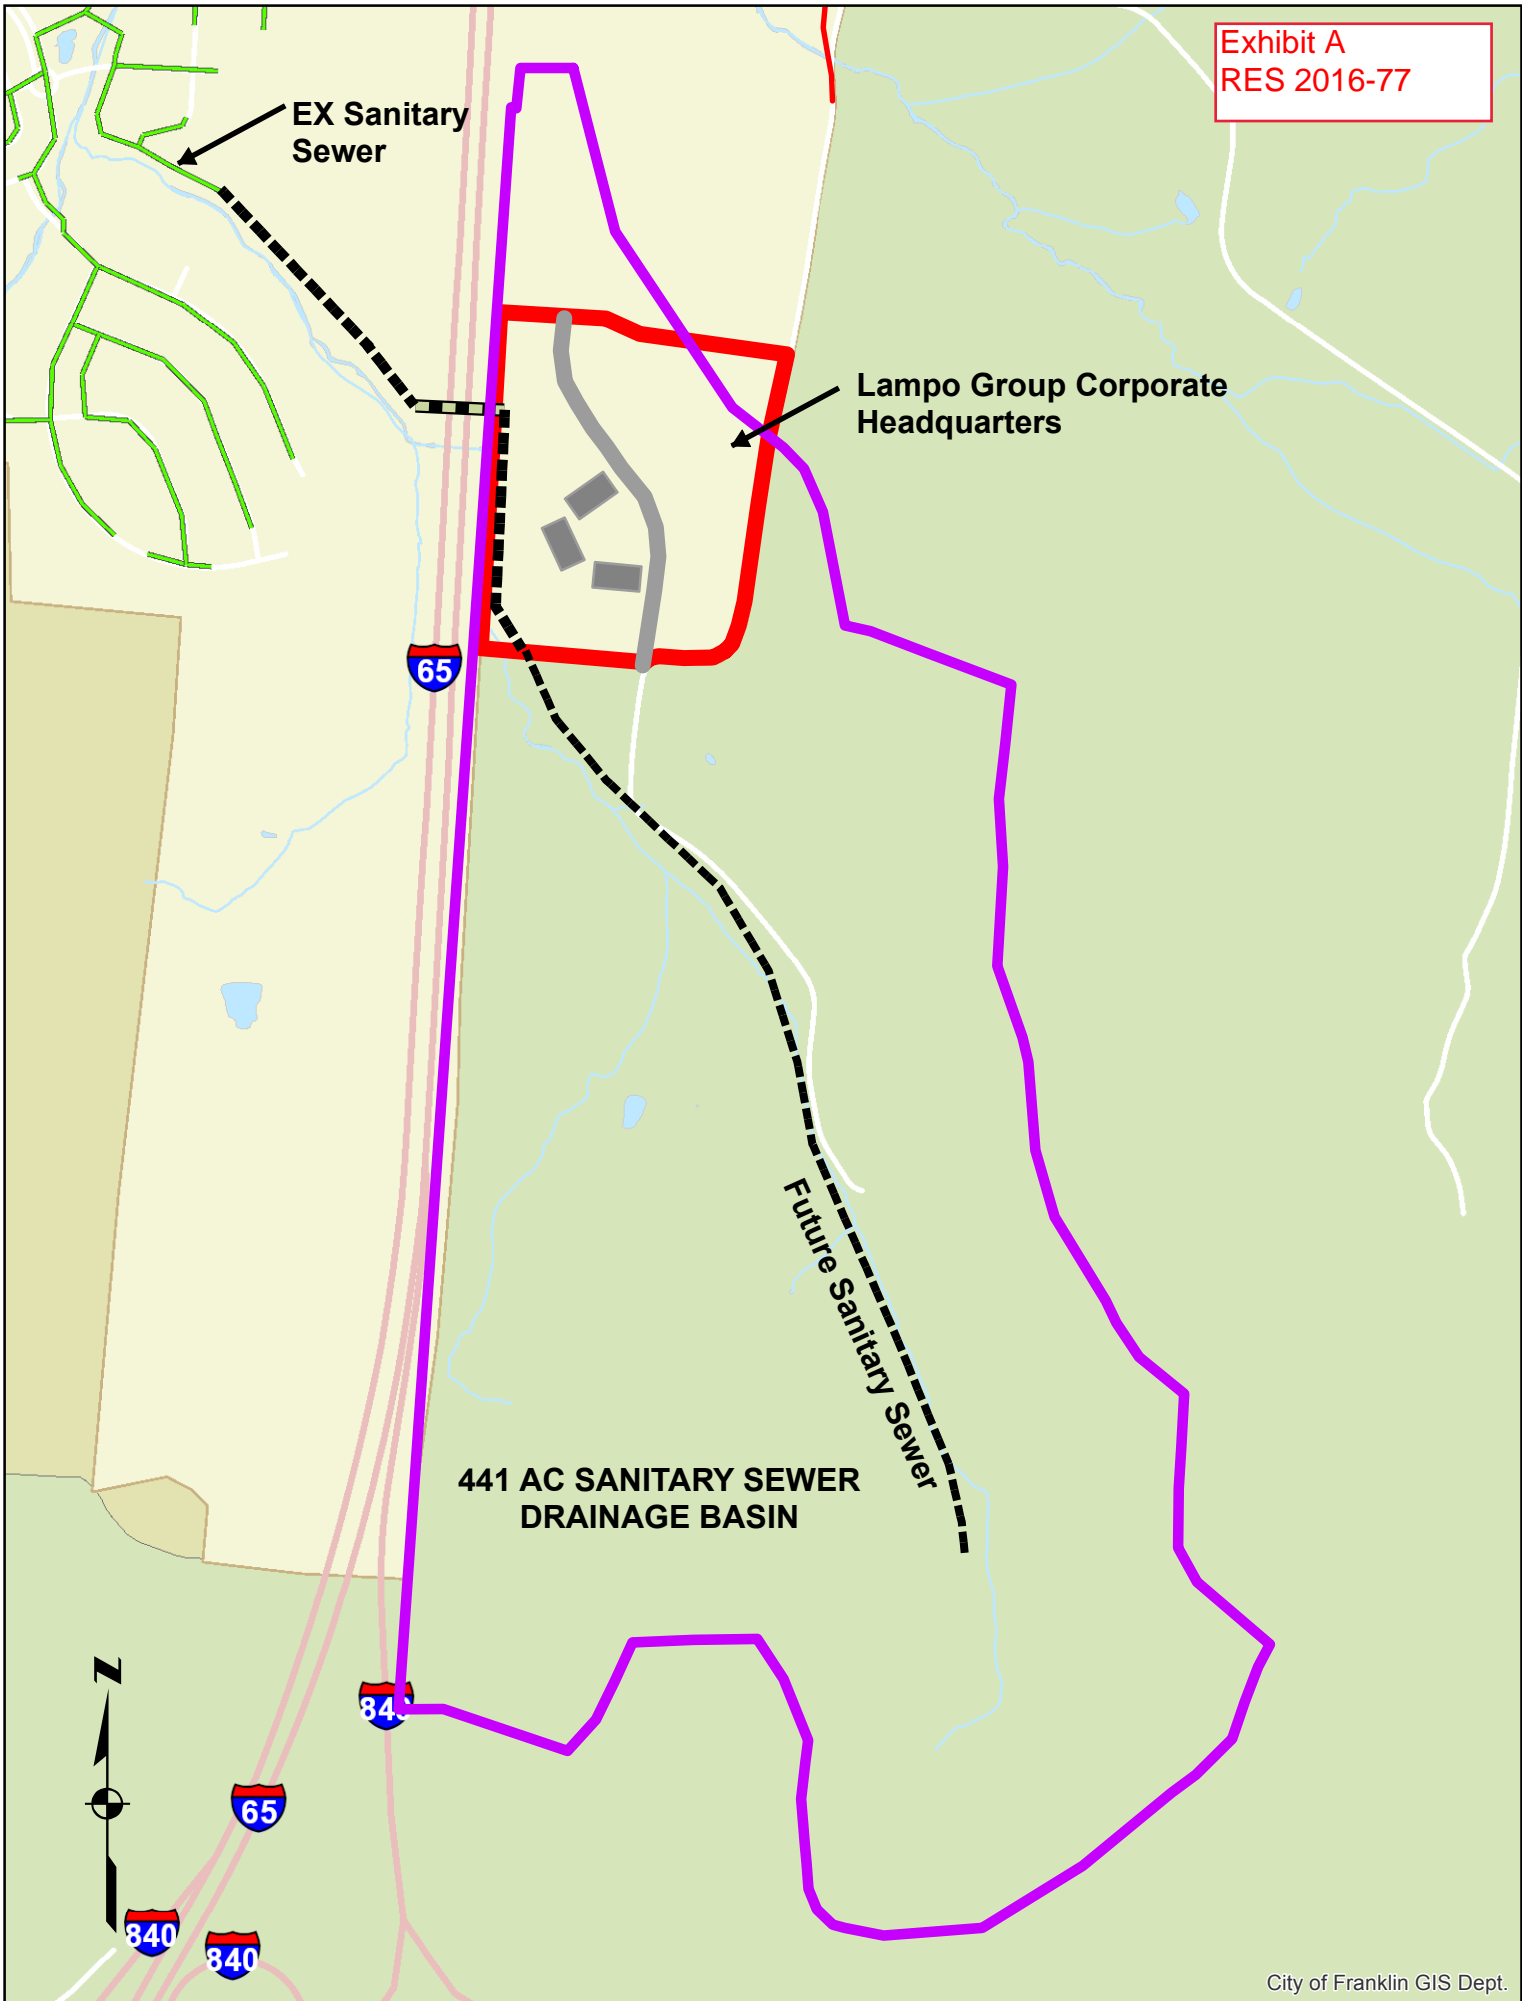 Exhibit A
RES 2016-77
EX Sanitary
Sewer
Lampo Group Corporate
Headquarters
65
Future Sanitary Sewer
441 AC SANITARY SEWER
DRAINAGE BASIN
N
840
65
840
840
City of Franklin GIS Dept.